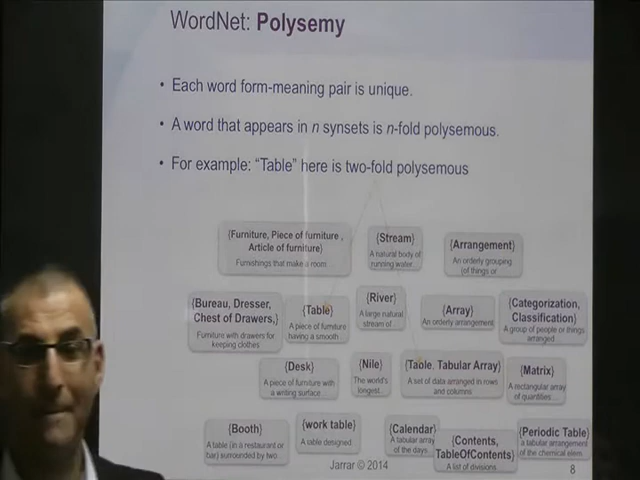 WordNet: Polysemy
• Each word form-meaning pair is unique.
• A word that appears in n synsets is n-fold polysemous.
• For example: “Table” here is two-fold polysemous
{Furniture, Piece of furniture ,
Article of furniture}
Furnishings that make a room…
{Stream}
A natural body of
running water…
{Arrangement}
An orderly grouping
(of things or
{Bureau, Dresser,
Chest of Drawers,}
Furniture with drawers for
keeping clothes
{Table}
A piece of furniture
having a smooth
{River}
A large natural
stream of…
{Array}
An orderly arrangement
{Categorization,
Classification}
A group of people or things
arranged
{Desk}
A piece of furniture with
a writing surface…
{Nile}
The world's
longest…
{Table, Tabular Array}
A set of data arranged in rows
and columns
{Matrix}
A rectangular array
of quantities…
{Booth}
A table (in a restaurant or
bar) surrounded by two
{work table}
A table designed
{Calendar}
A tabular array
of the days
{Contents,
TableOfContents}
A list of divisions
{Periodic Table}
a tabular arrangement
of the chemical elem
Jarrar © 2014
8